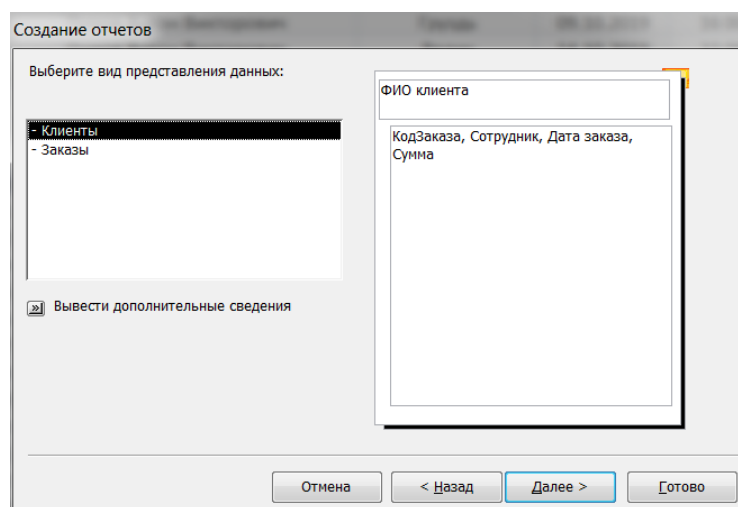 Создание отчетов
Выберите вид представления данных:
- Клиенты
- Заказы
Вывести дополнительные сведения
ФИО клиента
КодЗаказа, Сотрудник, Дата заказа,
Сумма
Отмена
< Назад
Далее >
Готово